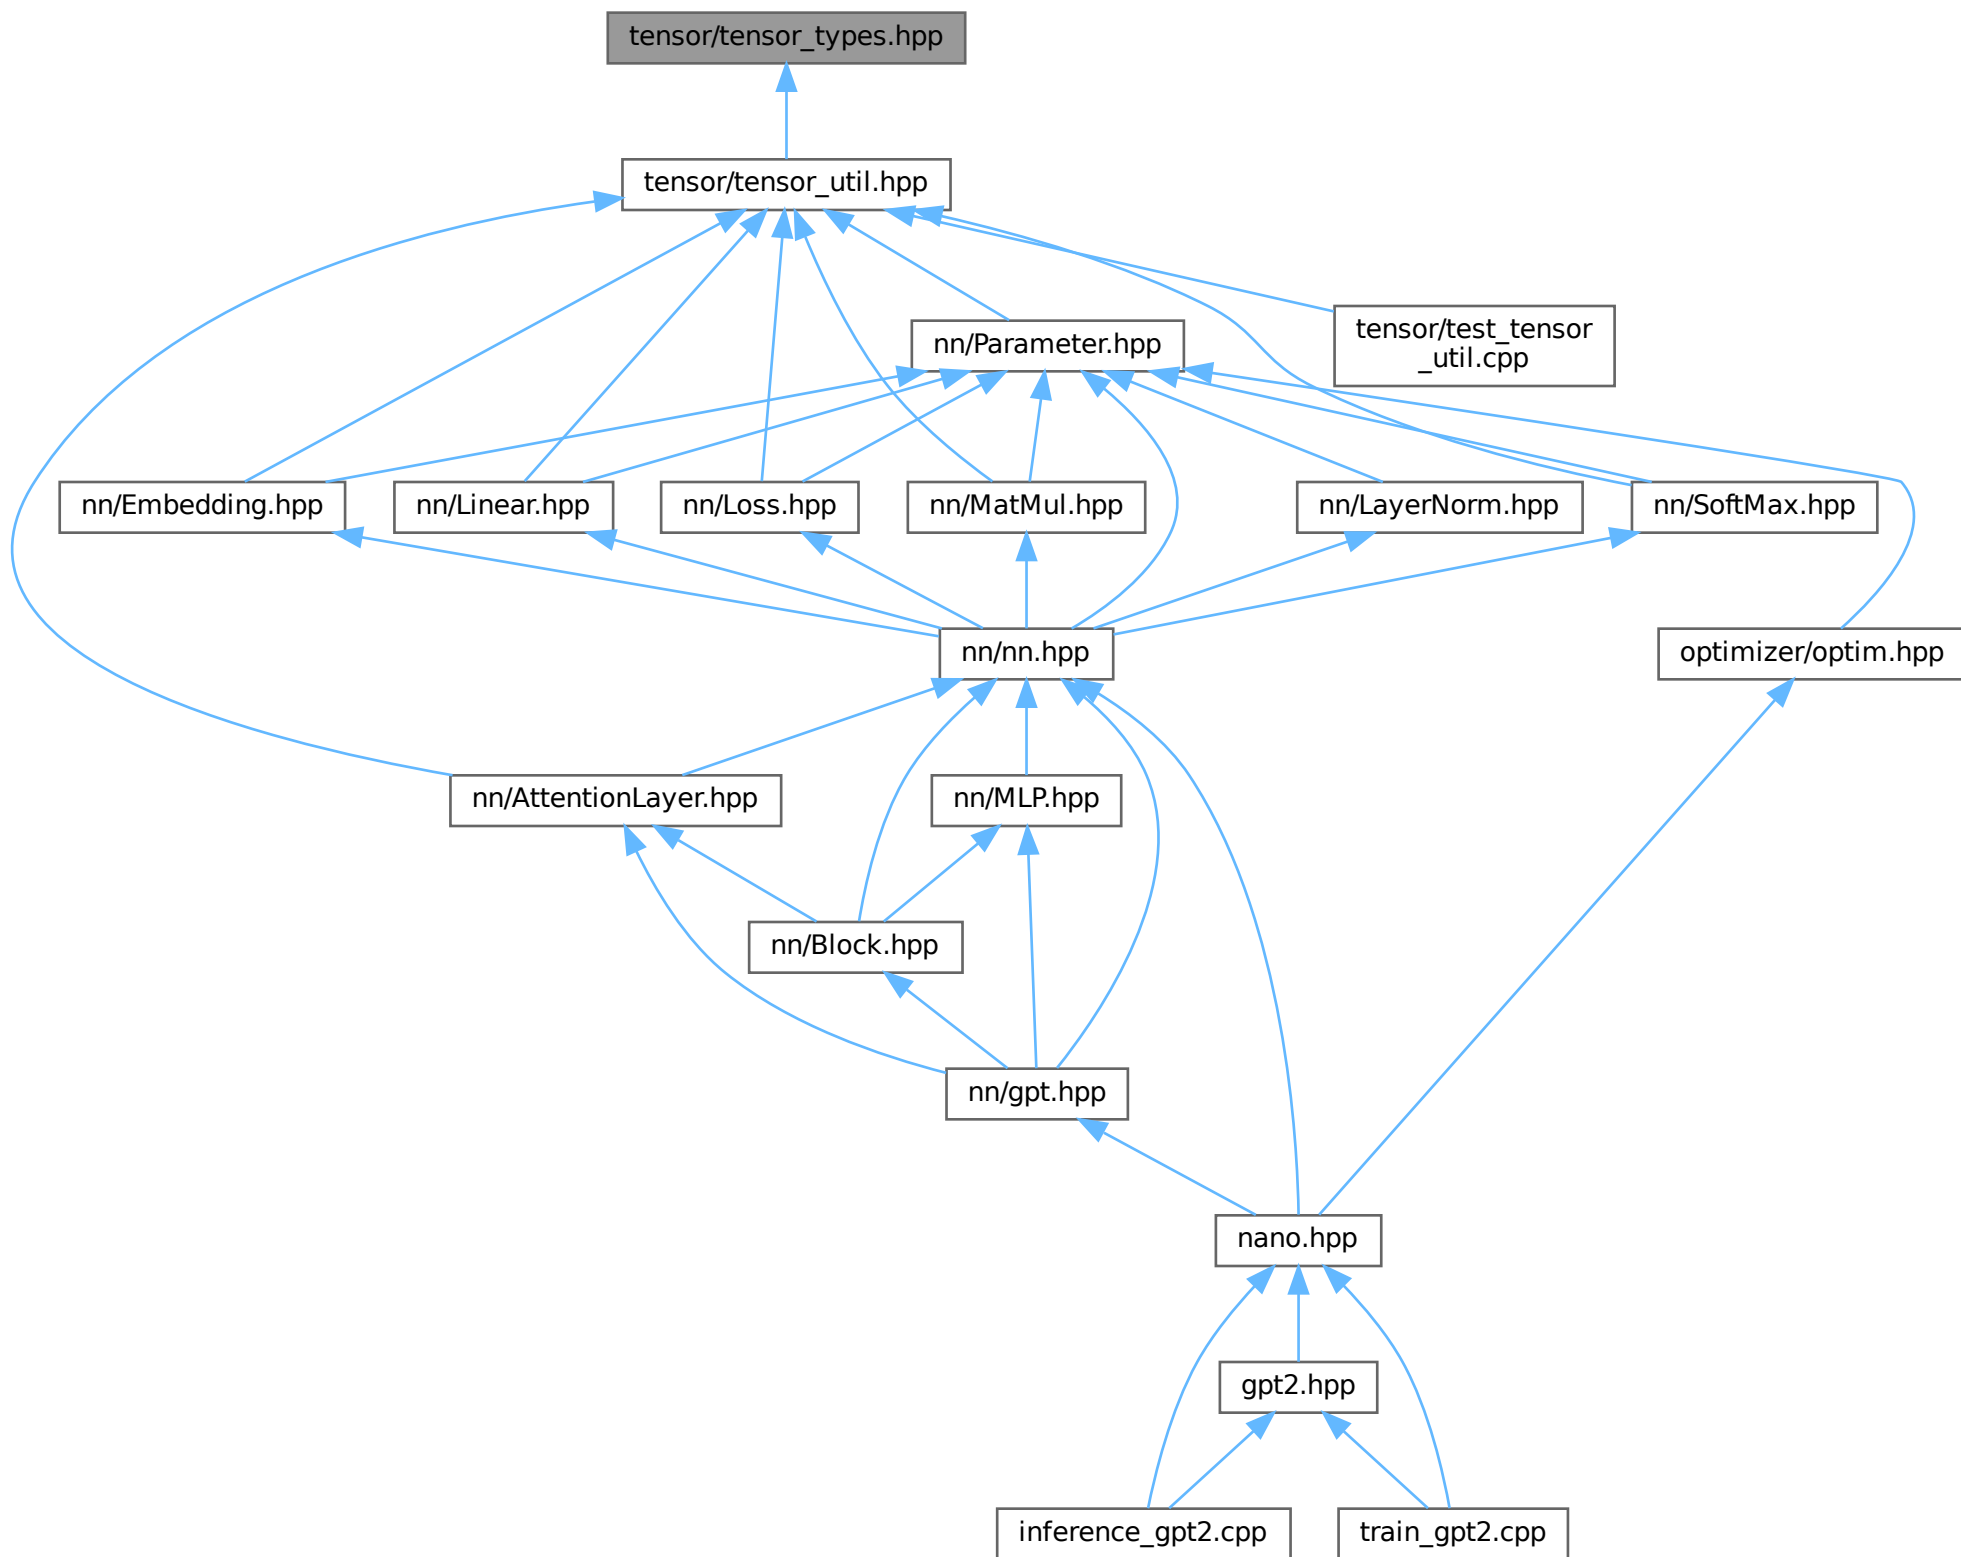 tensor/tensor_types.hpp
tensor/tensor_util.hpp
nn/Parameter.hpp
tensor/test_tensor
_util.cpp
nn/Embedding.hpp
nn/Linear.hpp
nn/Loss.hpp
nn/MatMul.hpp
nn/LayerNorm.hpp
nn/SoftMax.hpp
nn/nn.hpp
optimizer/optim.hpp
nn/AttentionLayer.hpp
nn/MLP.hpp
nn/Block.hpp
nn/gpt.hpp
nano.hpp
gpt2.hpp
inference_gpt2.cpp
train_gpt2.cpp